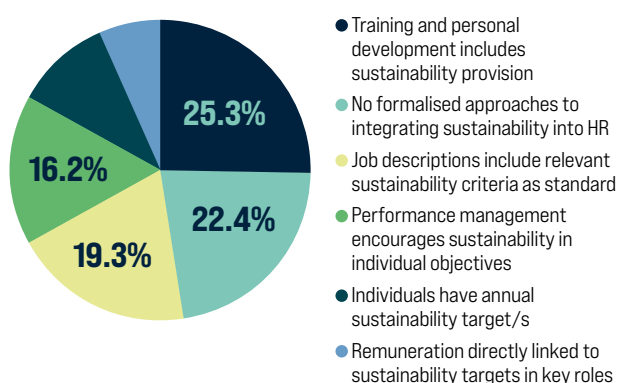 25.3%
22.4%
19.3%
16.2%
Training and personal
development includes
sustainability provision
No formalised approaches to
integrating sustainability into HR
Job descriptions include relevant
sustainability criteria as standard
Performance management
encourages sustainability in
individual objectives
Individuals have annual
sustainability target/s
Remuneration directly linked to
sustainability targets in key roles